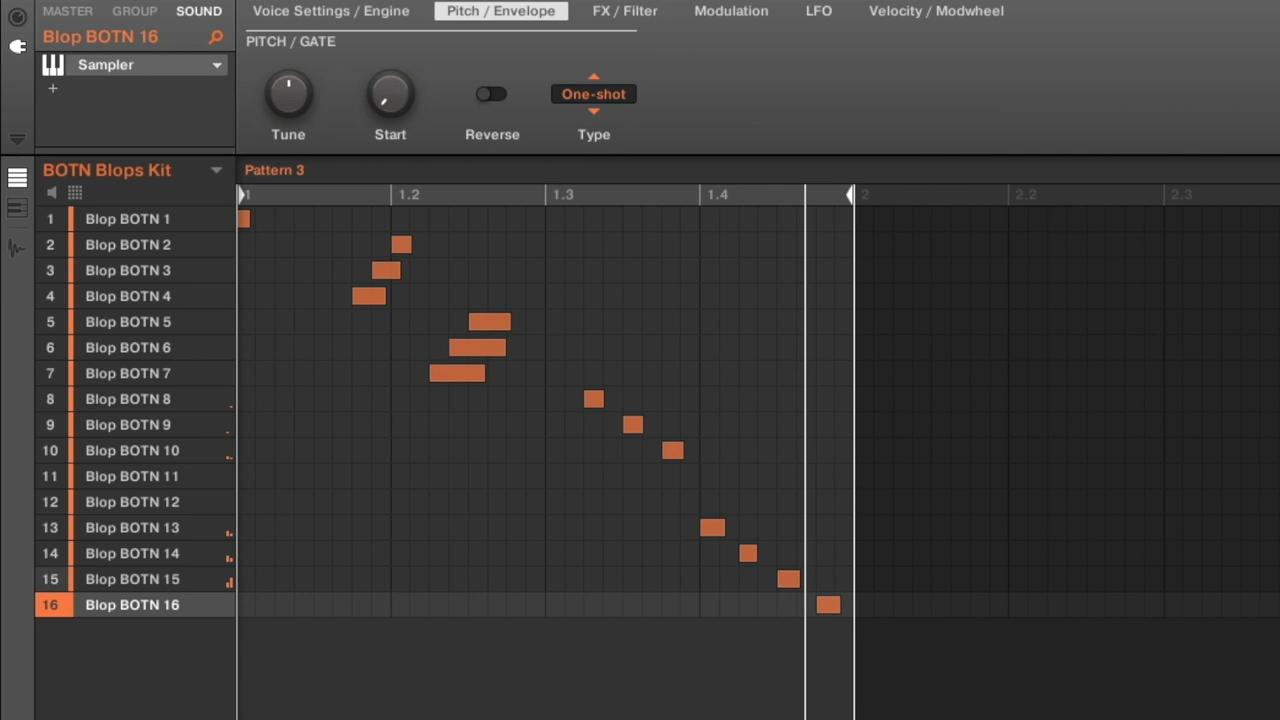 MASTER GROUP SOUND Voice Settings / Engine Pitch / Envelope FX / Filter Modulation LFO Velocity / Modwheel
Blop BOTN 16
PITCH / GATE
Sampler
+
One-shot
Tune Start Reverse Type
BOTN Blops Kit
Pattern 3
1 1.2 1.3 1.4 2 2.2 2.3
1 Blop BOTN 1
2 Blop BOTN 2
3 Blop BOTN 3
4 Blop BOTN 4
5 Blop BOTN 5
6 Blop BOTN 6
7 Blop BOTN 7
8 Blop BOTN 8
9 Blop BOTN 9
10 Blop BOTN 10
11 Blop BOTN 11
12 Blop BOTN 12
13 Blop BOTN 13
14 Blop BOTN 14
15 Blop BOTN 15
16 Blop BOTN 16